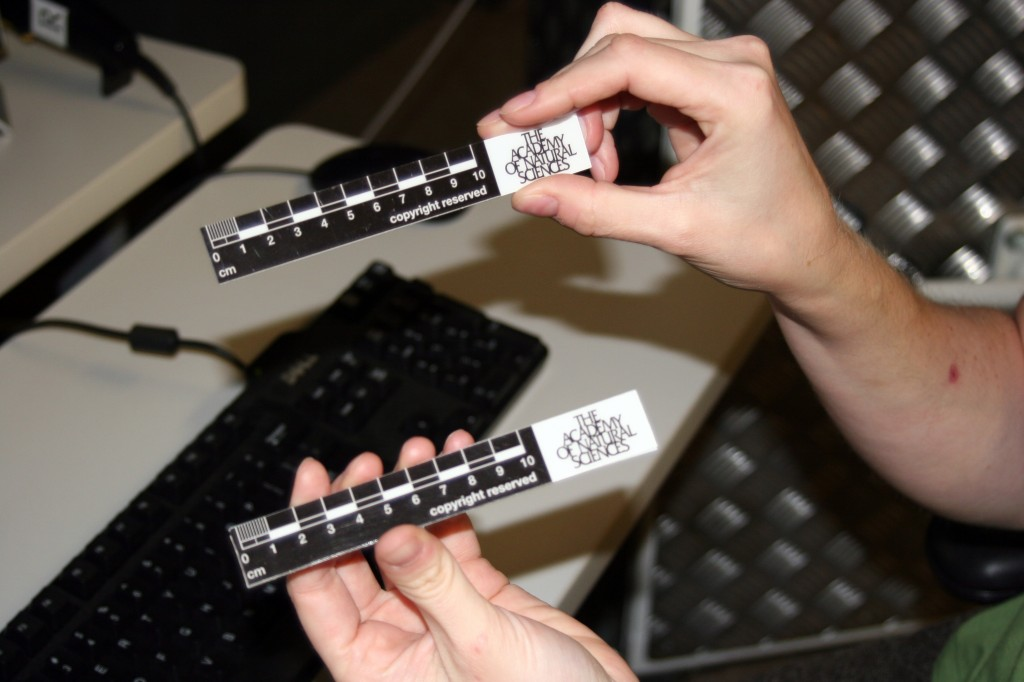 THE
ACADEMY
OF NATURAL
SCIENCES
0 1 2 3 4 5 6 7 8 9 10
cm
copyright reserved
THE
ACADEMY
OF NATURAL
SCIENCES
0 1 2 3 4 5 6 7 8 9 10
cm
copyright reserved
DELL